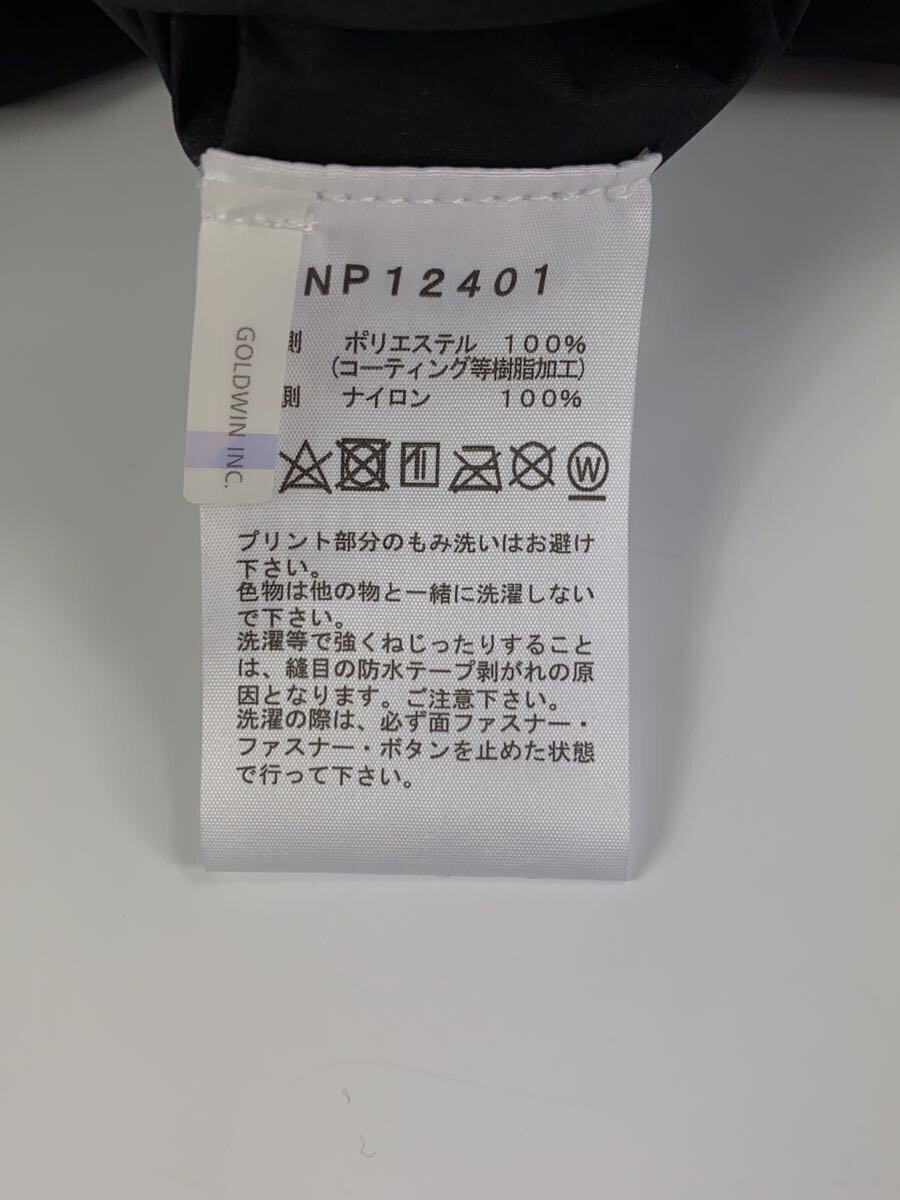 NP12401
側 ポリエステル 100%
(コーティング等樹脂加工)
側 ナイロン 100%
GOLDWIN INC.
W
プリント部分のもみ洗いはお避け
下さい。
色物は他の物と一緒に洗濯しない
で下さい。
洗濯等で強くねじったりすること
は、縫目の防水テープ剥がれの原
因となります。ご注意下さい。
洗濯の際は、必ず面ファスナー・
ファスナー・ボタンを止めた状態
で行って下さい。